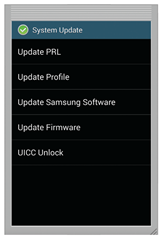 System Update
Update PRL
Update Profile
Update Samsung Software
Update Firmware
UICC Unlock